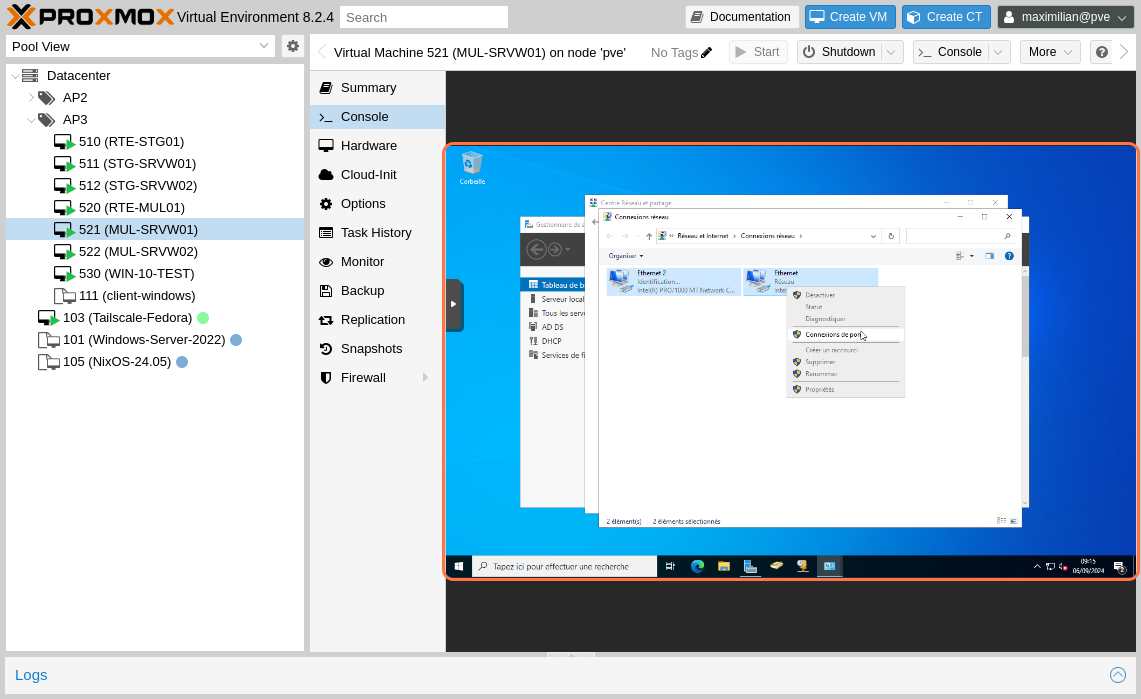 PROXMOX Virtual Environment 8.2.4 Search Documentation Create VM Create CT maximilian@pve
Pool View
Virtual Machine 521 (MUL-SRVW01) on node 'pve' No Tags Start Shutdown Console More
Datacenter
AP2
AP3
510 (RTE-STG01)
511 (STG-SRVW01)
512 (STG-SRVW02)
520 (RTE-MUL01)
521 (MUL-SRVW01)
522 (MUL-SRVW02)
530 (WIN-10-TEST)
111 (client-windows)
103 (Tailscale-Fedora)
101 (Windows-Server-2022)
105 (NixOS-24.05)
Summary
Console
Hardware
Cloud-Init
Options
Task History
Monitor
Backup
Replication
Snapshots
Firewall
Corbeille
Centre Réseau et partage
Connexions réseau
Gestionnaire de s
Réseau et Internet
Connexions réseau
Organiser
Ethernet 2
Identification...
Intel(R) PRO/1000 MT Network C...
Ethernet
Réseau
Intel
Tableau de b
Serveur local
Tous les serv
AD DS
DHCP
Services de fi
Désactiver
Statut
Diagnostiquer
Connexions de pon
Créer un raccourci
Supprimer
Renommer
Propriétés
2 élément(s) 2 éléments sélectionnés
Tapez ici pour effectuer une recherche
09:15
06/09/2024
2
Logs